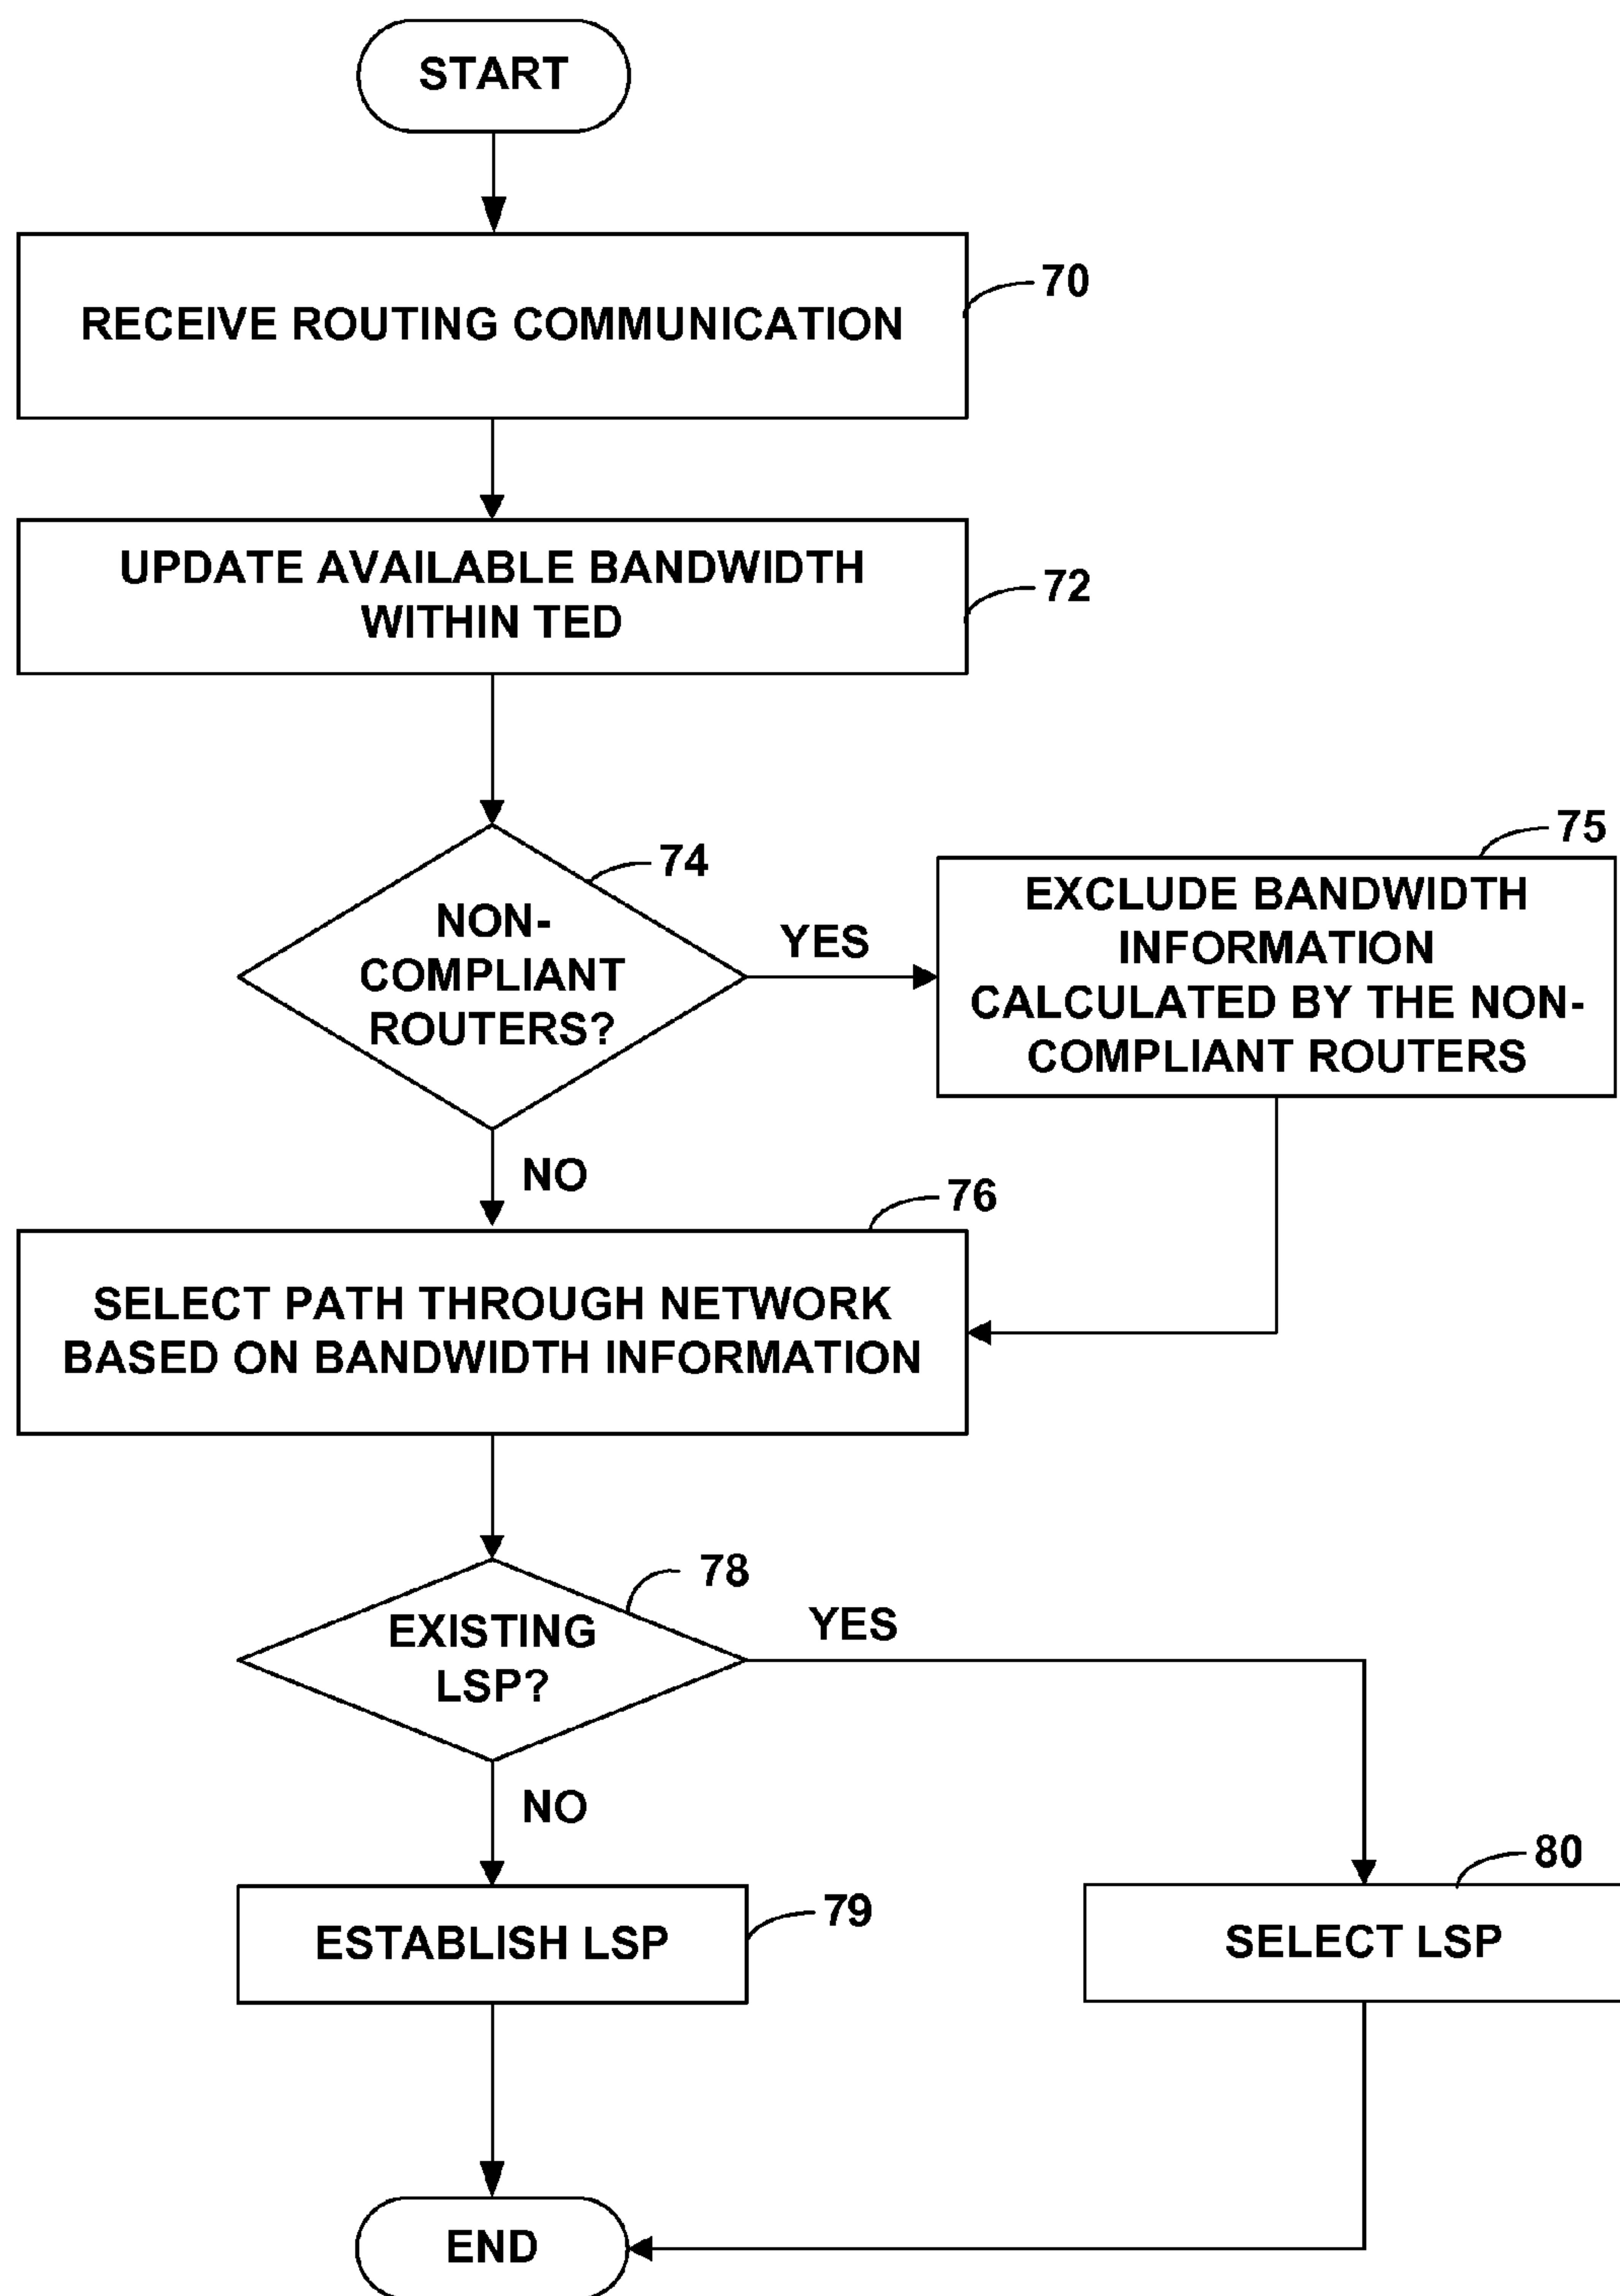 START
RECEIVE ROUTING COMMUNICATION
70
UPDATE AVAILABLE BANDWIDTH
WITHIN TED
72
74
NON-
COMPLIANT
ROUTERS?
YES
75
EXCLUDE BANDWIDTH
INFORMATION
CALCULATED BY THE NON-
COMPLIANT ROUTERS
NO
76
SELECT PATH THROUGH NETWORK
BASED ON BANDWIDTH INFORMATION
78
EXISTING
LSP?
YES
NO
79
ESTABLISH LSP
80
SELECT LSP
END